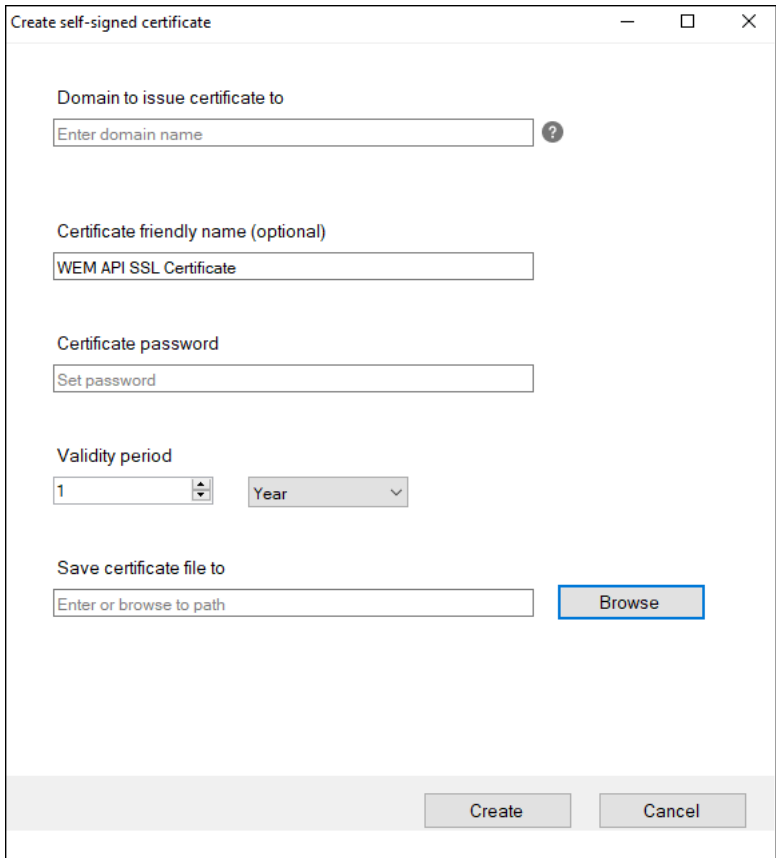 Create self-signed certificate
Domain to issue certificate to
Enter domain name
?
Certificate friendly name (optional)
WEM API SSL Certificate
Certificate password
Set password
Validity period
1 Year
Save certificate file to
Enter or browse to path Browse
Create Cancel